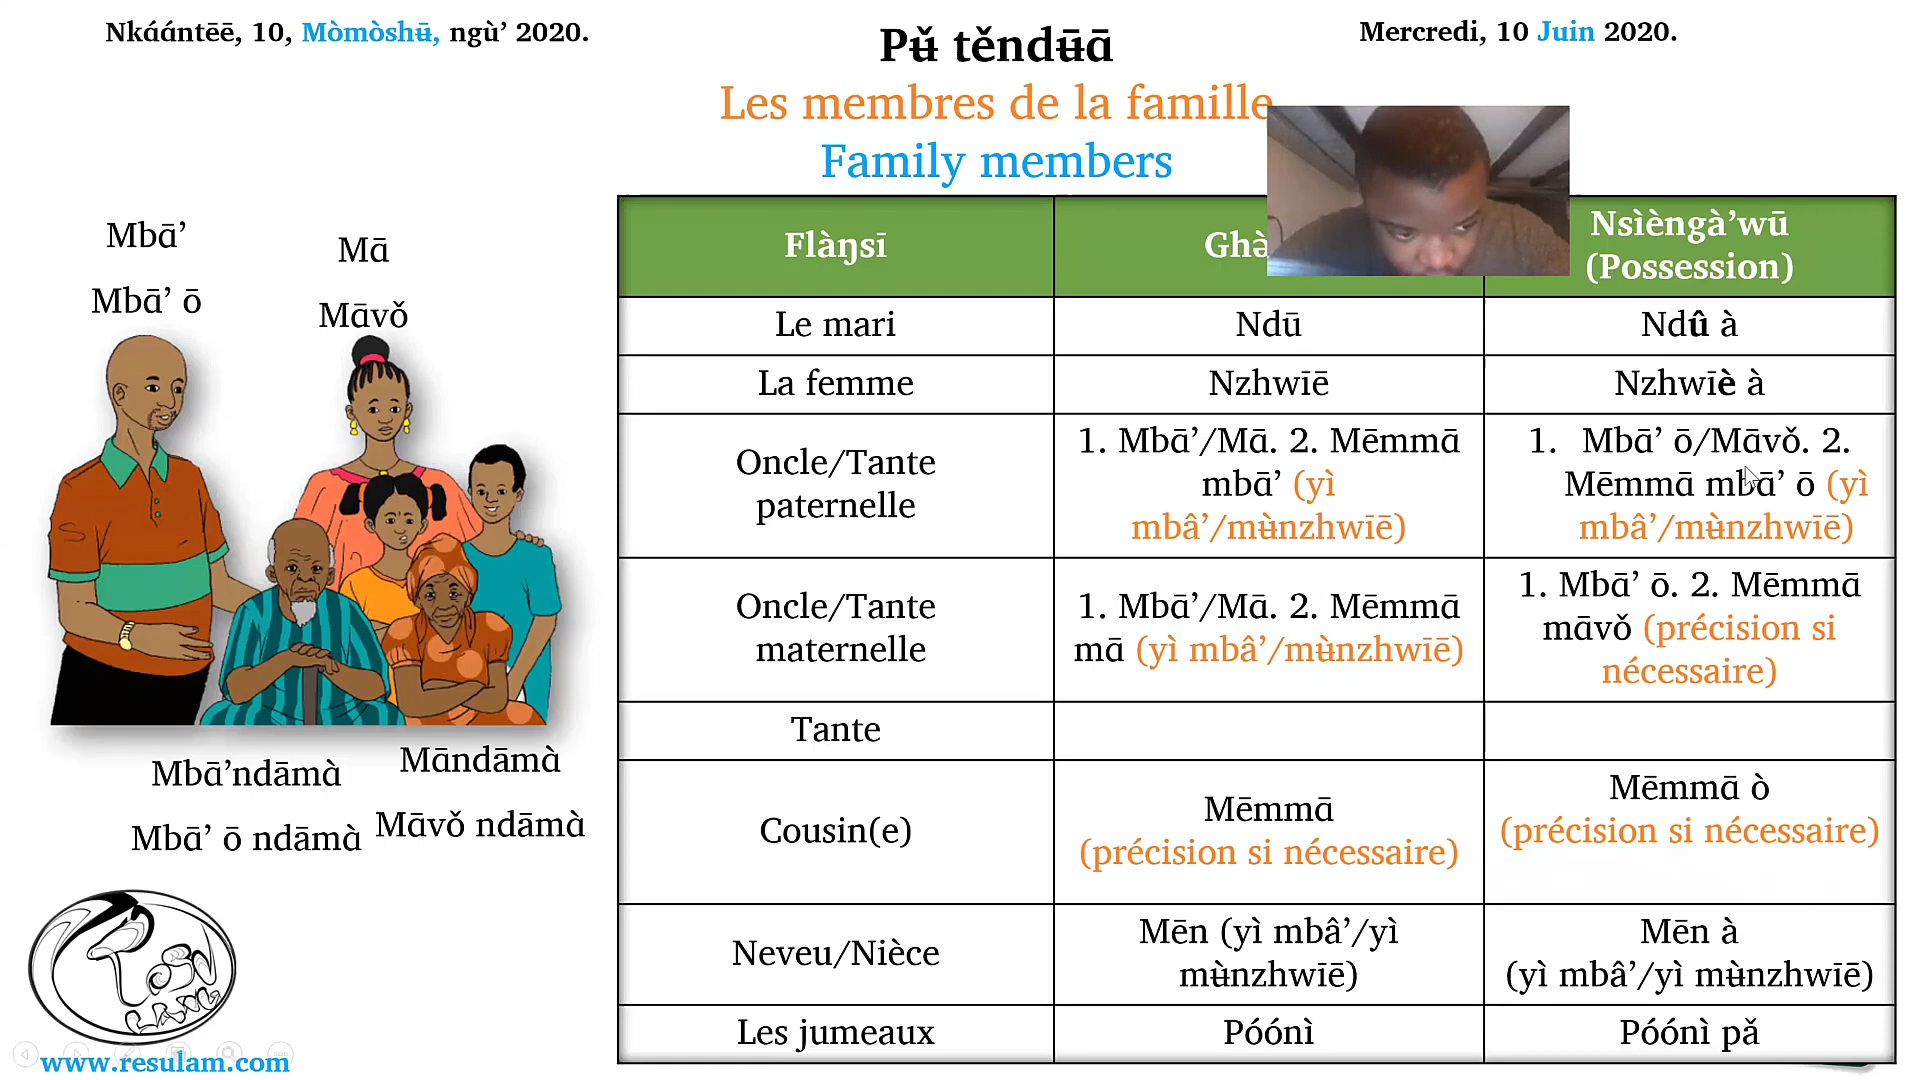 Nkáántēē, 10, Mòmòshʉ̄, ngù’ 2020.
Mercredi, 10 Juin 2020.
Pʉ̌ těndʉ̄ā
Les membres de la famille
Family members
Mbā’
Mbā’ ō
Mā
Māvǒ
Mbā’ndāmà
Mbā’ ō ndāmà
Māndāmà
Māvǒ ndāmà
Flàŋsī
Nsìèngà’wū
(Possession)
Le mari
Ndū
Ndû à
La femme
Nzhwīē
Nzhwīè à
Oncle/Tante
paternelle
1. Mbā’/Mā. 2. Mēmmā
mbā’ (yì
mbâ’/mʉ̀nzhwīē)
1. Mbā’ ō/Māvǒ. 2.
Mēmmā mbā’ ō (yì
mbâ’/mʉ̀nzhwīē)
Oncle/Tante
maternelle
1. Mbā’/Mā. 2. Mēmmā
mā (yì mbâ’/mʉ̀nzhwīē)
1. Mbā’ ō. 2. Mēmmā
māvǒ (précision si
nécessaire)
Tante
Cousin(e)
Mēmmā
(précision si nécessaire)
Mēmmā ò
(précision si nécessaire)
Neveu/Nièce
Mēn (yì mbâ’/yì
mʉ̀nzhwīē)
Mēn à
(yì mbâ’/yì mʉ̀nzhwīē)
Les jumeaux
Póónì
Póónì pǎ
www.resulam.com